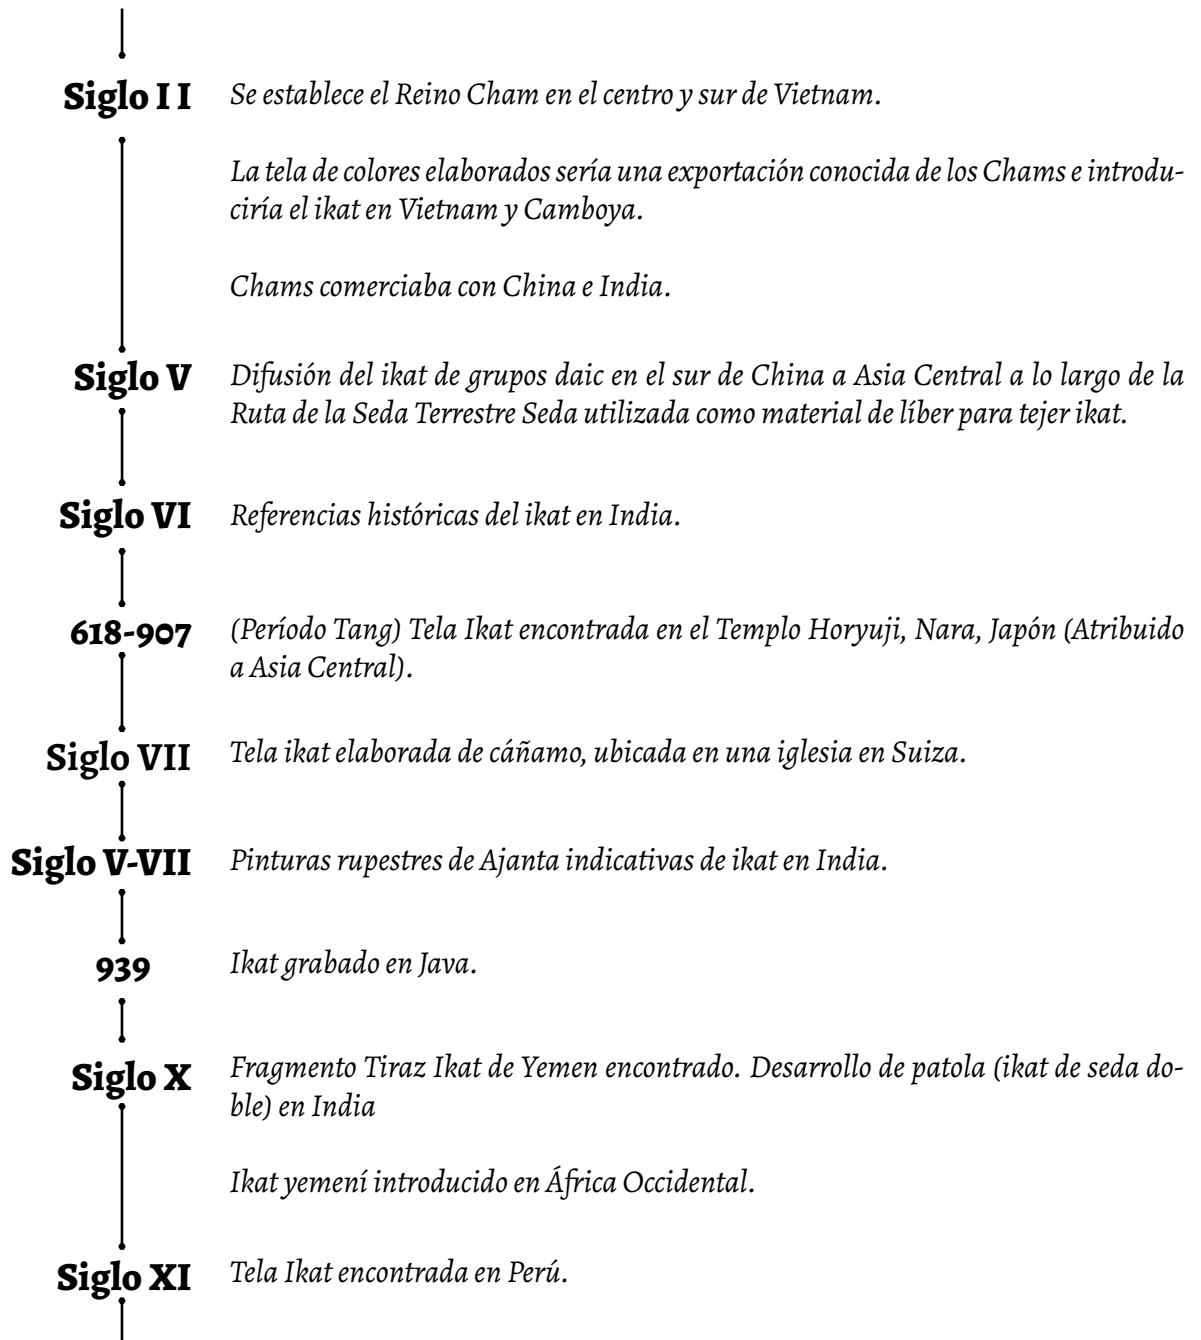 Siglo I I Se establece el Reino Cham en el centro y sur de Vietnam.
La tela de colores elaborados sería una exportación conocida de los Chams e introdu-
ciría el ikat en Vietnam y Camboya.
Chams comerciaba con China e India.
Siglo V Difusión del ikat de grupos daic en el sur de China a Asia Central a lo largo de la
Ruta de la Seda Terrestre Seda utilizada como material de líber para tejer ikat.
Siglo VI Referencias históricas del ikat en India.
618-907 (Período Tang) Tela Ikat encontrada en el Templo Horyuji, Nara, Japón (Atribuido
a Asia Central).
Siglo VII Tela ikat elaborada de cáñamo, ubicada en una iglesia en Suiza.
Siglo V-VII Pinturas rupestres de Ajanta indicativas de ikat en India.
939 Ikat grabado en Java.
Siglo X Fragmento Tiraz Ikat de Yemen encontrado. Desarrollo de patola (ikat de seda do-
ble) en India
Ikat yemení introducido en África Occidental.
Siglo XI Tela Ikat encontrada en Perú.